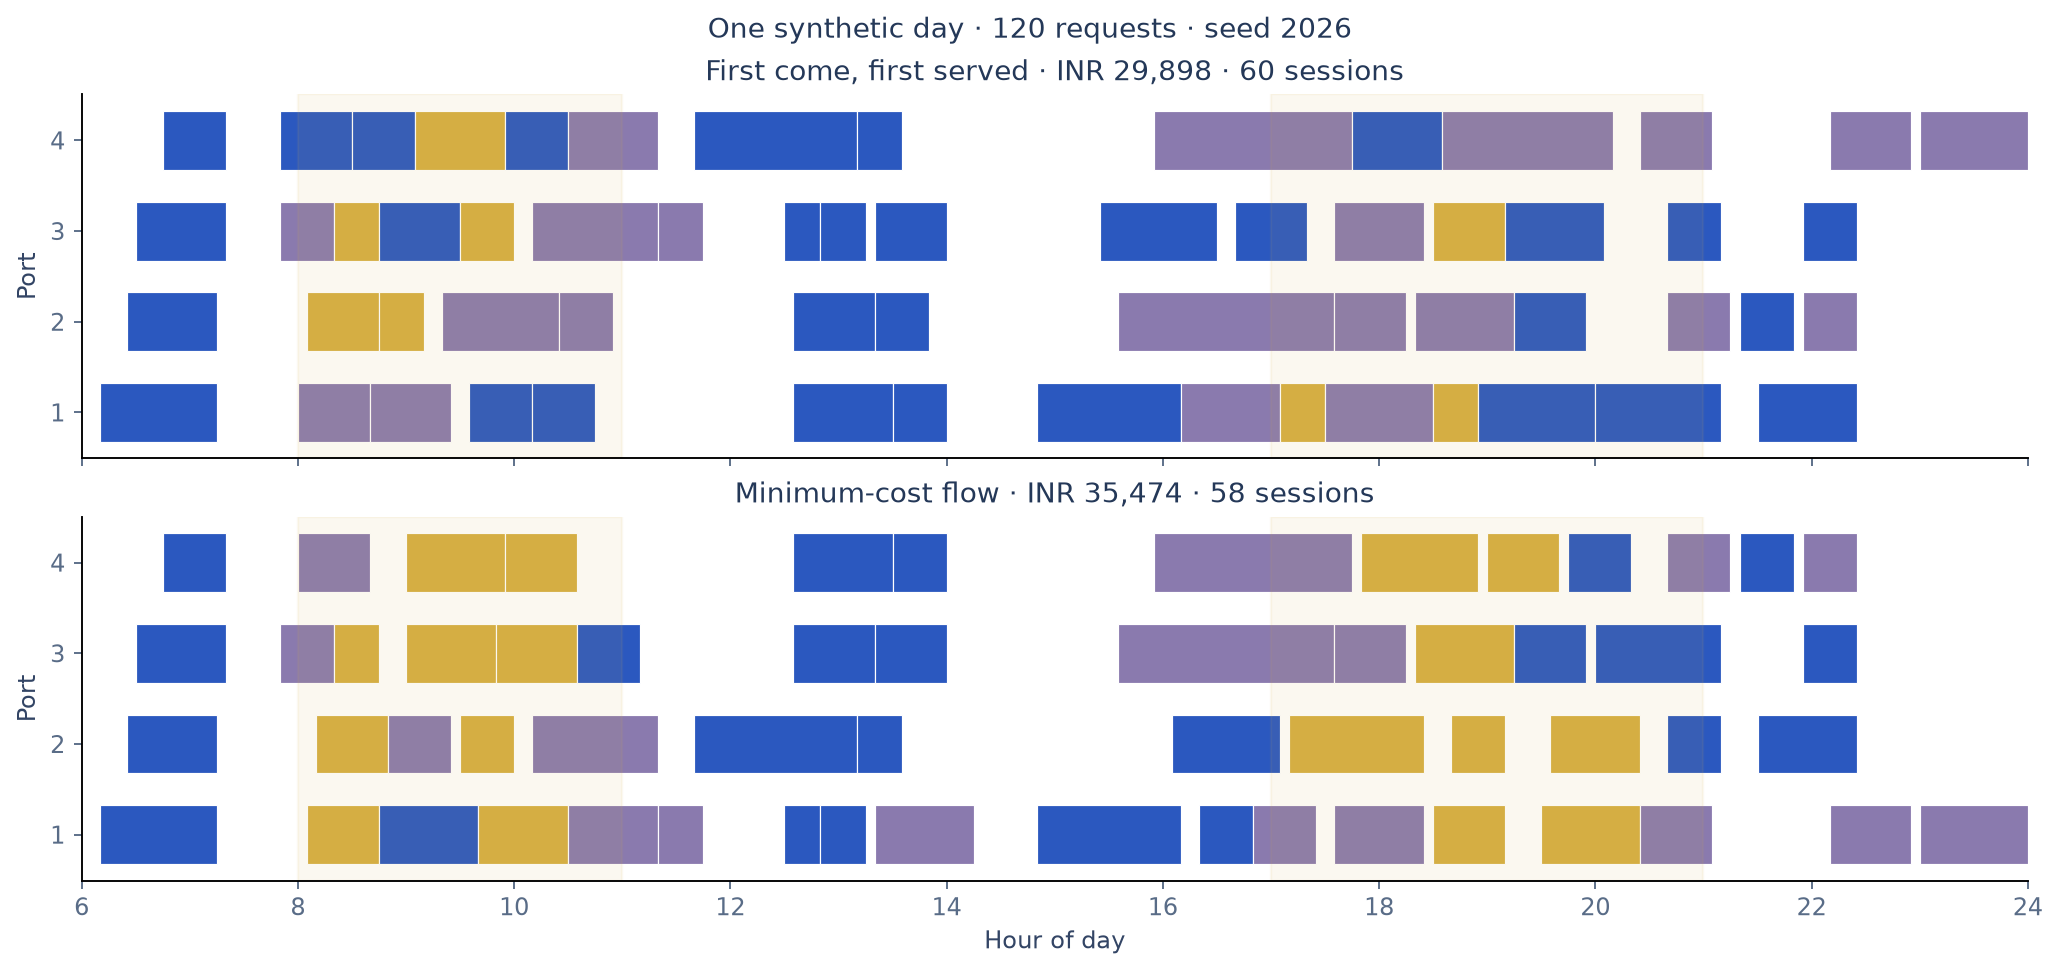 One synthetic day · 120 requests · seed 2026
First come, first served · INR 29,898 · 60 sessions
Port
4
3
2
1
Minimum-cost flow · INR 35,474 · 58 sessions
Port
4
3
2
1
6 8 10 12 14 16 18 20 22 24
Hour of day